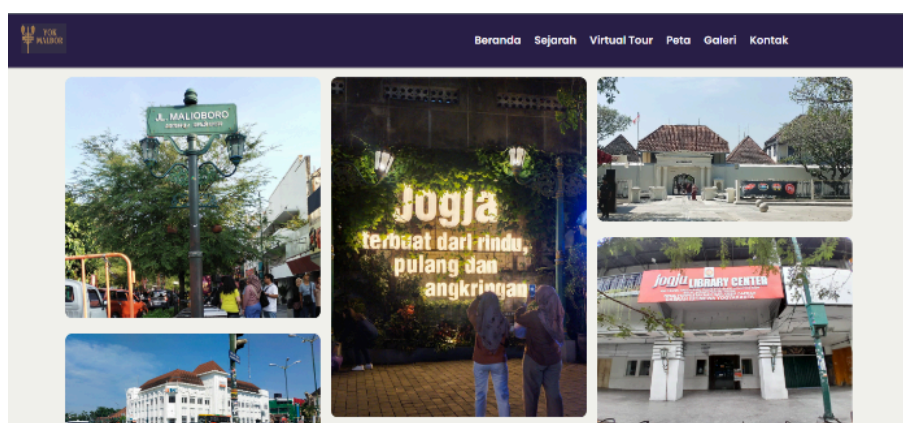 YOK
MALIBOR
Beranda Sejarah Virtual Tour Peta Galeri Kontak
JL. MALIOBORO
Jogja
terbuat dari rindu,
pulang dan
angkringan
jogja LIBRARY CENTER